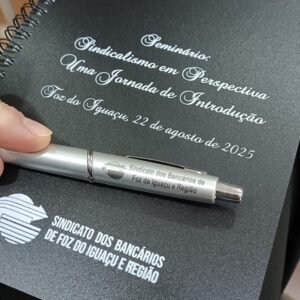 Seminário:
Sindicalismo em Perspectiva
Uma Jornada de Introdução
Foz do Iguaçu, 22 de agosto de 2025
Sindicato dos Bancários de
Foz do Iguaçu e Região
SINDICATO DOS BANCÁRIOS
DE FOZ DO IGUAÇU E REGIÃO